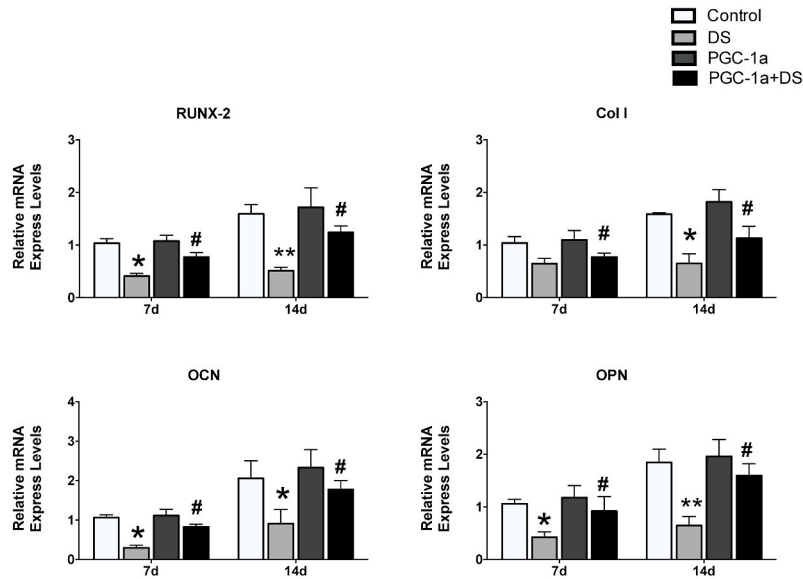 Control
DS
PGC-1a
PGC-1a+DS
RUNX-2
Relative mRNA
Express Levels
3
2
1
0
*
#
**
#
7d
14d
Col I
Relative mRNA
Express Levels
3
2
1
0
#
*
#
7d
14d
OCN
Relative mRNA
Express Levels
4
3
2
1
0
*
#
*
#
7d
14d
OPN
Relative mRNA
Express Levels
3
2
1
0
*
#
**
#
7d
14d